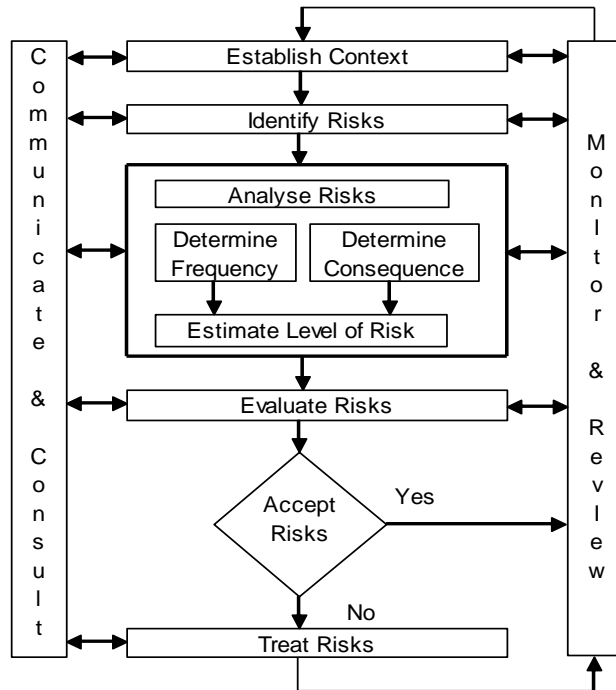 Communicate & Consult
Establish Context
Identify Risks
Analyse Risks
Determine
Frequency
Determine
Consequence
Estimate Level of Risk
Evaluate Risks
Accept
Risks
Yes
No
Treat Risks
MonItor & RevIew